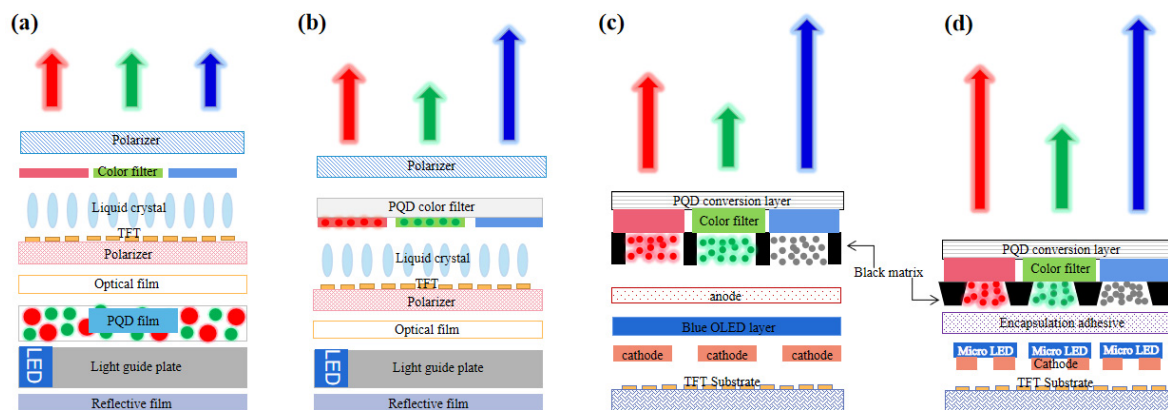 (a)
Polarizer
Color filter
Liquid crystal
TFT
Polarizer
Optical film
PQD film
LED
Light guide plate
Reflective film
(b)
Polarizer
PQD color filter
Liquid crystal
TFT
Polarizer
Optical film
LED
Light guide plate
Reflective film
(c)
PQD conversion layer
Color filter
Black matrix
anode
Blue OLED layer
cathode cathode cathode
TFT Substrate
(d)
PQD conversion layer
Color filter
Encapsulation adhesive
Micro LED Micro LED Micro LED
Cathode
TFT Substrate